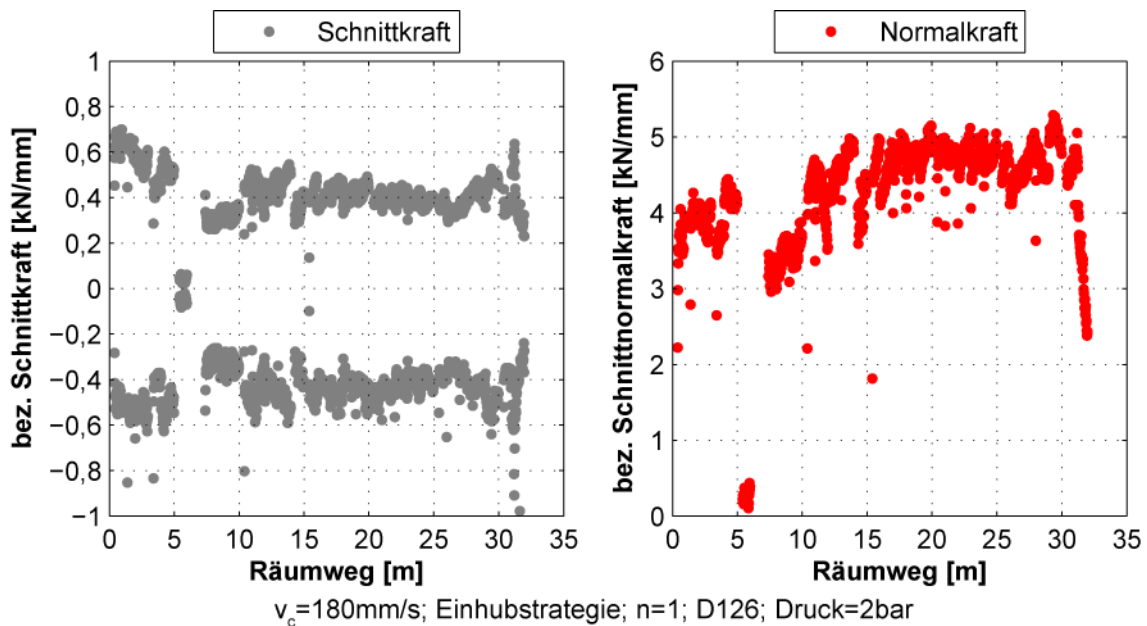 Schnittkraft
1
0,8
0,6
0,4
0,2
0
−0,2
−0,4
−0,6
−0,8
−1
bez. Schnittkraft [kN/mm]
0 5 10 15 20 25 30 35
Räumweg [m]
Normalkraft
6
5
4
3
2
1
0
bez. Schnittnormalkraft [kN/mm]
0 5 10 15 20 25 30 35
Räumweg [m]
v_c=180mm/s; Einhubstrategie; n=1; D126; Druck=2bar